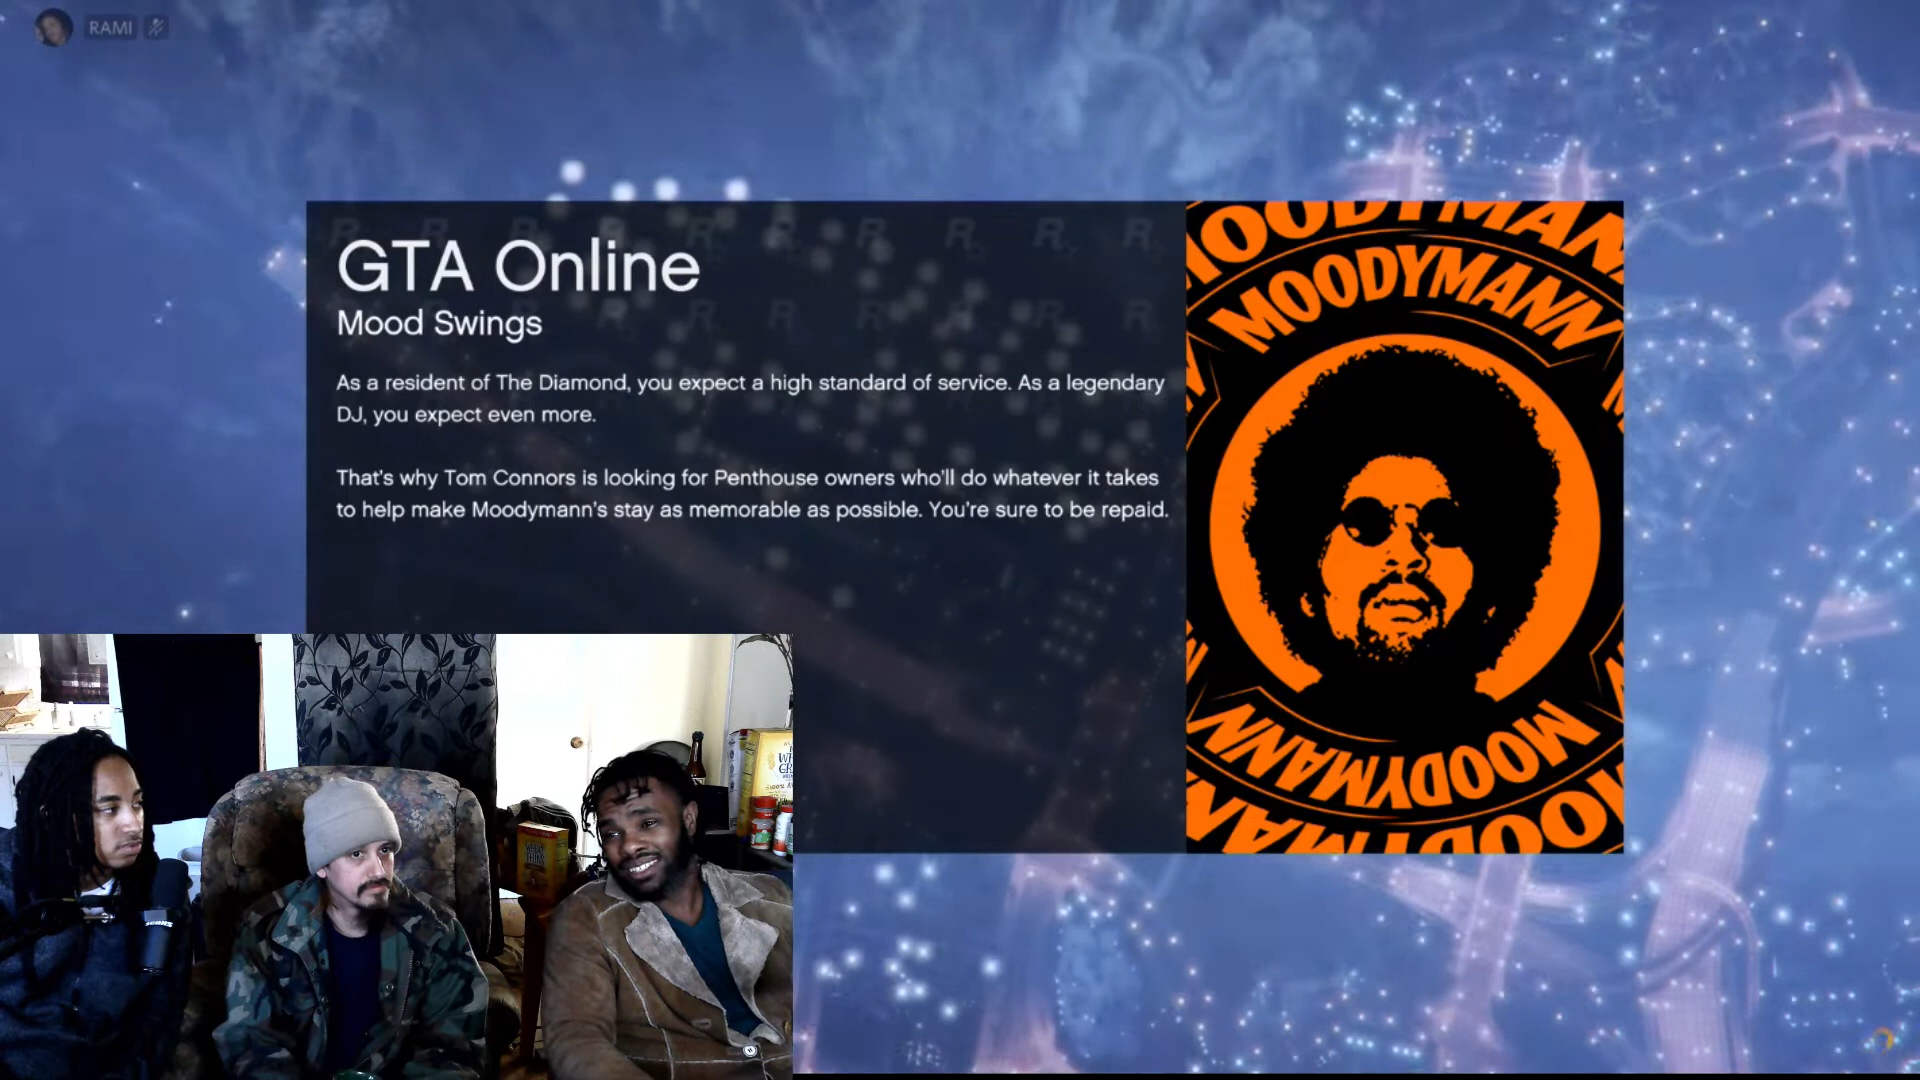 RAMI
GTA Online
Mood Swings
As a resident of The Diamond, you expect a high standard of service. As a legendary
DJ, you expect even more.
That's why Tom Connors is looking for Penthouse owners who'll do whatever it takes
to help make Moodymann's stay as memorable as possible. You're sure to be repaid.
MOODYMANN
MOODYMANN
MOODYMANN
MOODYMANN